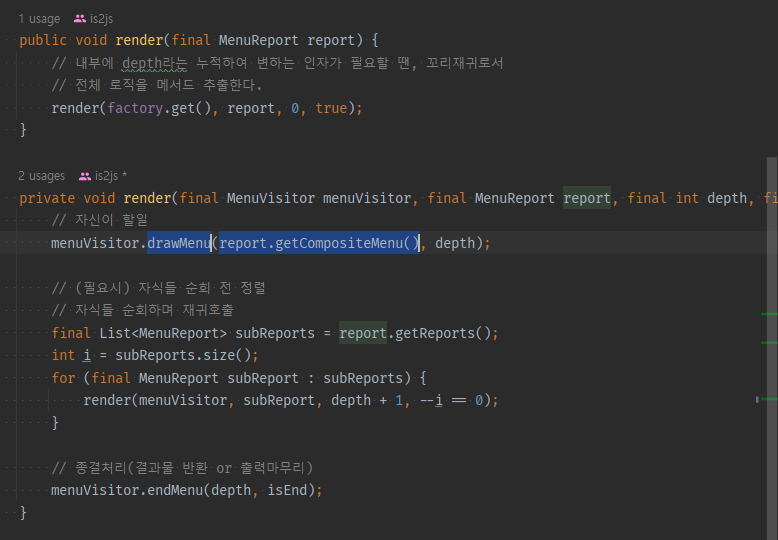 1 usage is2js
public void render(final MenuReport report) {
// 내부에 depth라는 누적하여 변하는 인자가 필요할 땐, 꼬리재귀로서
// 전체 로직을 메서드 추출한다.
render(factory.get(), report, 0, true);
}
2 usages is2js *
private void render(final MenuVisitor menuVisitor, final MenuReport report, final int depth, fi
// 자신이 할일
menuVisitor.drawMenu(report.getCompositeMenu(), depth);
// (필요시) 자식들 순회 전 정렬
// 자식들 순회하며 재귀호출
final List<MenuReport> subReports = report.getReports();
int i = subReports.size();
for (final MenuReport subReport : subReports) {
render(menuVisitor, subReport, depth + 1, --i == 0);
}
// 종결처리(결과물 반환 or 출력마무리)
menuVisitor.endMenu(depth, isEnd);
}